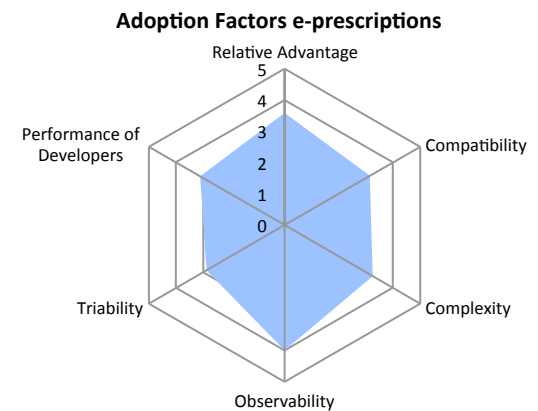 Adoption Factors e-prescriptions
Relative Advantage
5
4
3
2
1
0
Performance of
Developers
Compatibility
Triability
Complexity
Observability